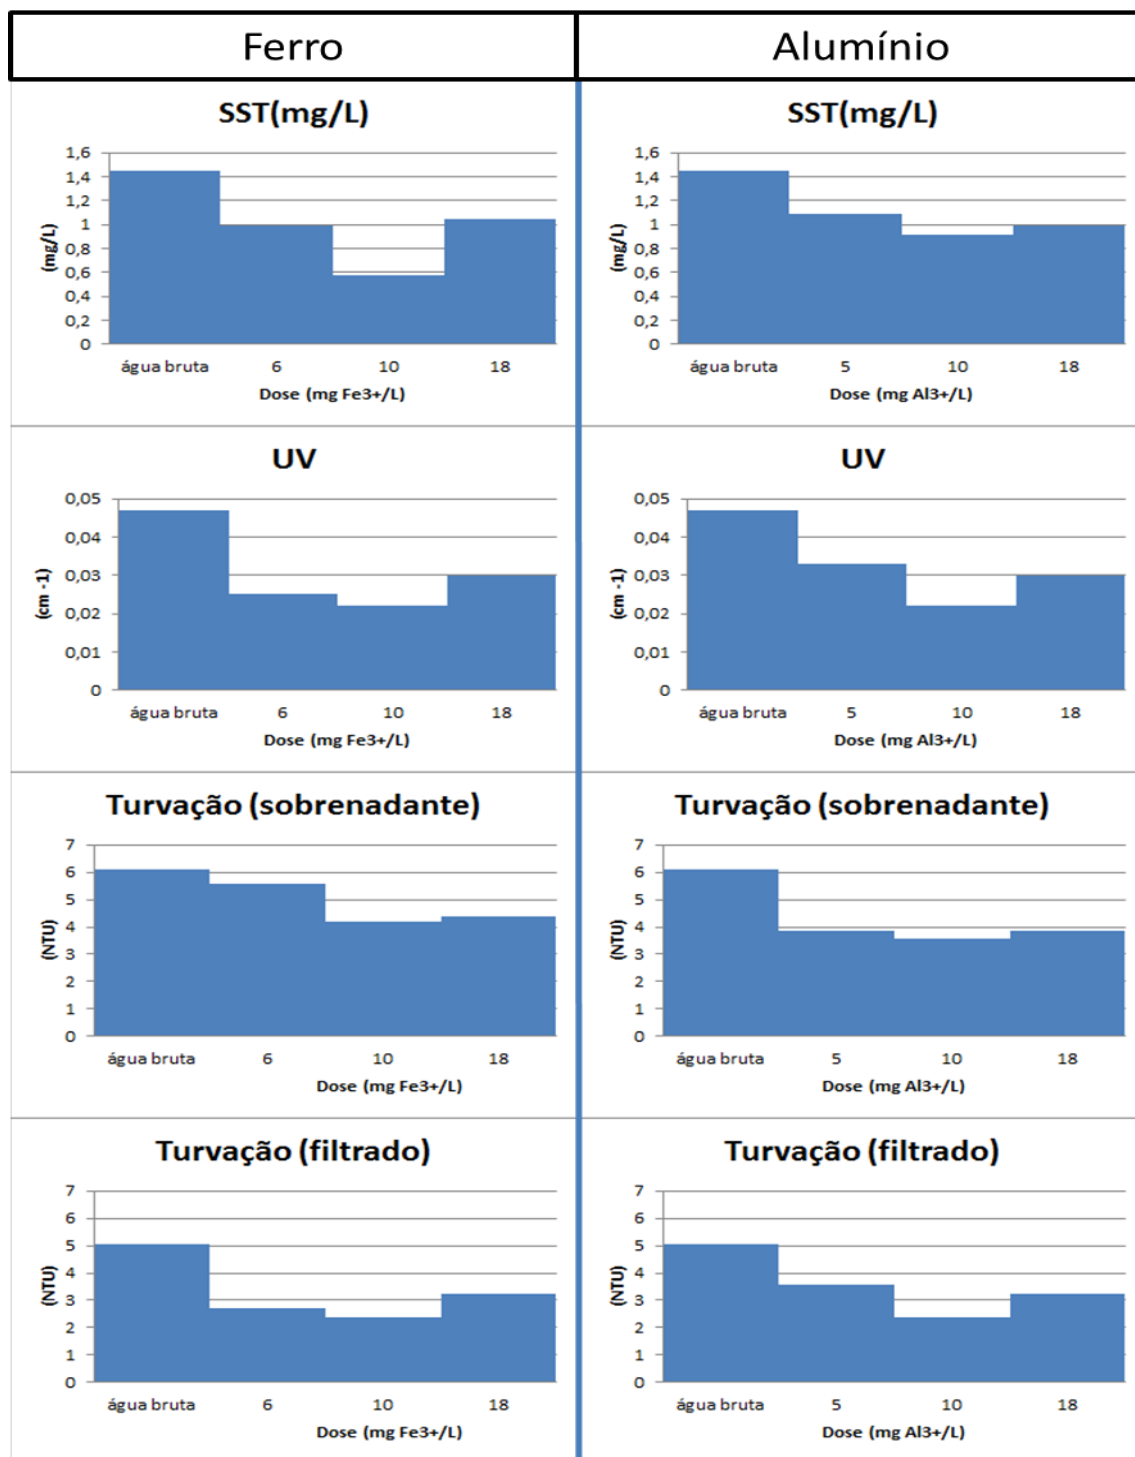 Ferro
Alumínio
SST(mg/L)
1,6
1,4
1,2
1
0,8
0,6
0,4
0,2
0
(mg/L)
água bruta 6 10 18
Dose (mg Fe3+/L)
SST(mg/L)
1,6
1,4
1,2
1
0,8
0,6
0,4
0,2
0
(mg/L)
água bruta 5 10 18
Dose (mg Al3+/L)
UV
0,05
0,04
0,03
0,02
0,01
0
(cm -1)
água bruta 6 10 18
Dose (mg Fe3+/L)
UV
0,05
0,04
0,03
0,02
0,01
0
(cm -1)
água bruta 5 10 18
Dose (mg Al3+/L)
Turvação (sobrenadante)
7
6
5
4
3
2
1
0
(NTU)
água bruta 6 10 18
Dose (mg Fe3+/L)
Turvação (sobrenadante)
7
6
5
4
3
2
1
0
(NTU)
água bruta 5 10 18
Dose (mg Al3+/L)
Turvação (filtrado)
7
6
5
4
3
2
1
0
(NTU)
água bruta 6 10 18
Dose (mg Fe3+/L)
Turvação (filtrado)
7
6
5
4
3
2
1
0
(NTU)
água bruta 5 10 18
Dose (mg Al3+/L)